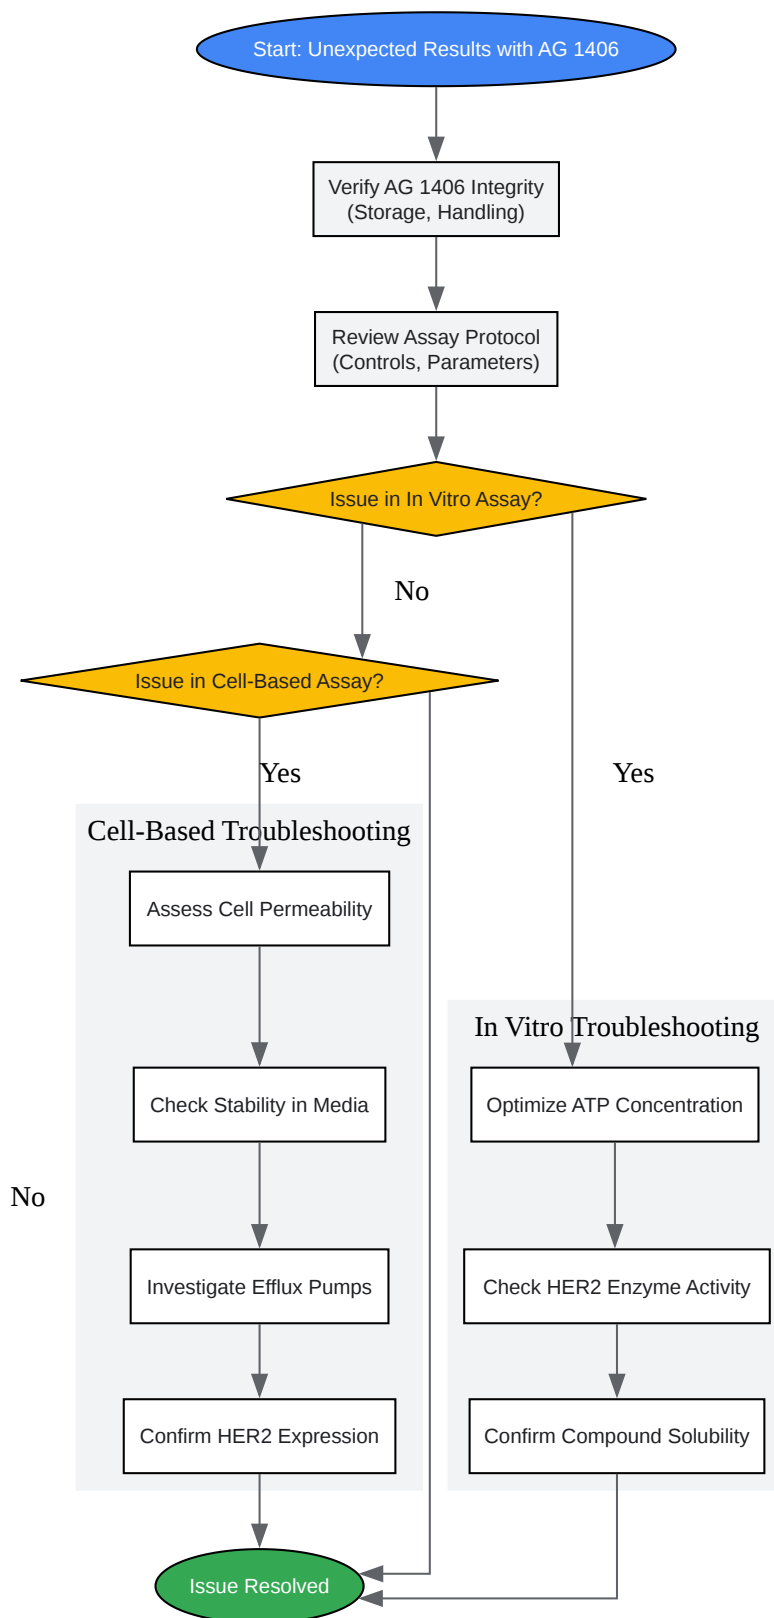 Start: Unexpected Results with AG 1406
Verify AG 1406 Integrity
(Storage, Handling)
Review Assay Protocol
(Controls, Parameters)
Issue in In Vitro Assay?
No
Issue in Cell-Based Assay?
Yes
Yes
Cell-Based Troubleshooting
Assess Cell Permeability
In Vitro Troubleshooting
Check Stability in Media
Optimize ATP Concentration
No
Investigate Efflux Pumps
Check HER2 Enzyme Activity
Confirm HER2 Expression
Confirm Compound Solubility
Issue Resolved